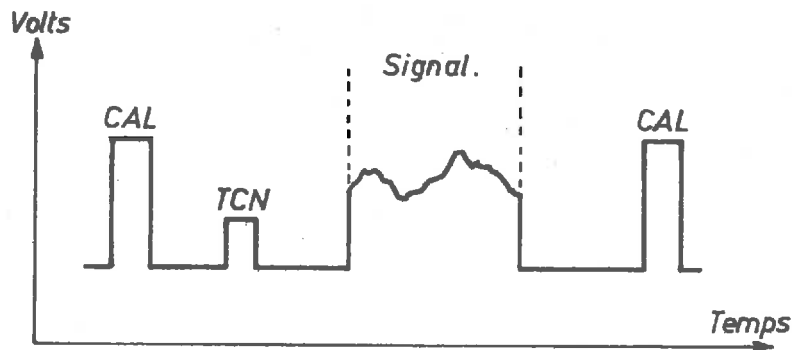 Volts
Signal.
CAL
CAL
TCN
Temps